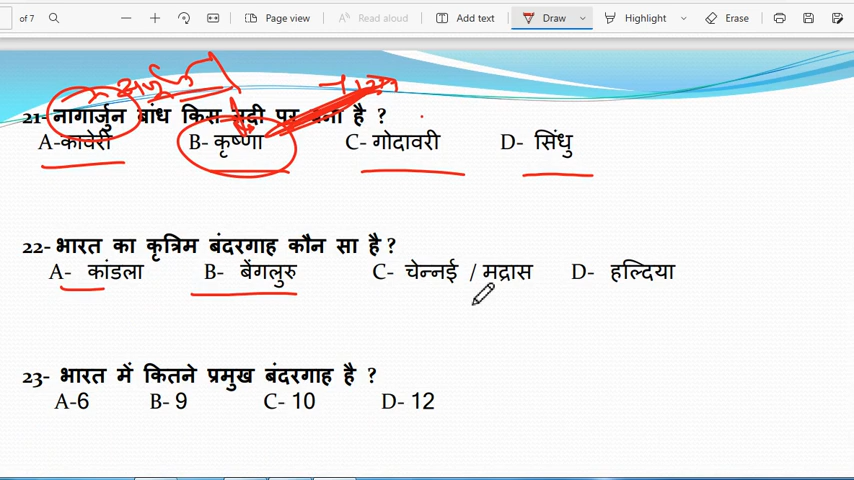 of 7 Page view Read aloud Add text Draw Highlight Erase
21- नागार्जुन बांध किस नदी पर बना है ?
A-कावेरी B- कृष्णा C- गोदावरी D- सिंधु
22- भारत का कृत्रिम बंदरगाह कौन सा है ?
A- कांडला B- बेंगलुरु C- चेन्नई / मद्रास D- हल्दिया
23- भारत में कितने प्रमुख बंदरगाह है ?
A-6 B- 9 C- 10 D- 12